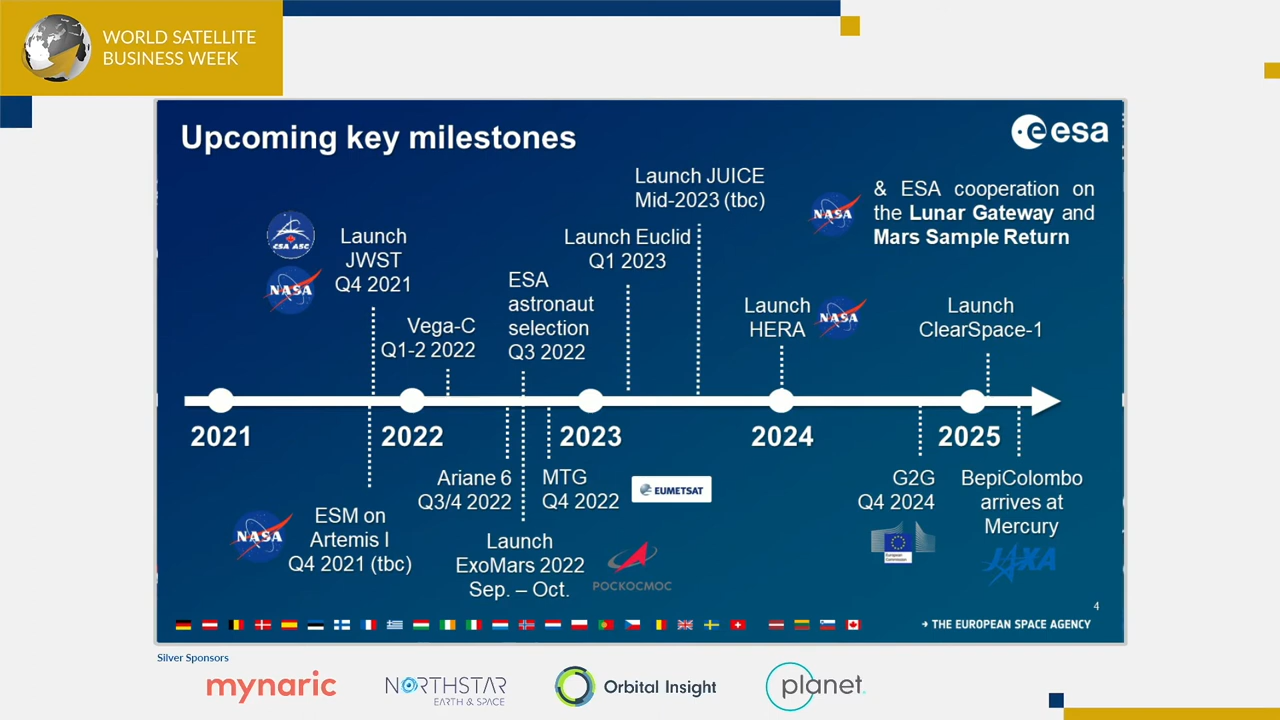 WORLD SATELLITE
BUSINESS WEEK
Upcoming key milestones
esa
Launch JUICE
Mid-2023 (tbc)
NASA
& ESA cooperation on
the Lunar Gateway and
Mars Sample Return
CSA ASC
NASA
Launch
JWST
Q4 2021
Launch Euclid
Q1 2023
ESA
astronaut
selection
Q3 2022
Vega-C
Q1-2 2022
Launch
HERA
NASA
Launch
ClearSpace-1
2021
2022
2023
2024
2025
Ariane 6
Q3/4 2022
MTG
Q4 2022
EUMETSAT
G2G
Q4 2024
European
Commission
BepiColombo
arrives at
Mercury
JAXA
NASA
ESM on
Artemis I
Q4 2021 (tbc)
Launch
ExoMars 2022
Sep. – Oct.
РОСКОСМОС
4
→ THE EUROPEAN SPACE AGENCY
Silver Sponsors
mynaric
NORTHSTAR
EARTH & SPACE
Orbital Insight
planet.